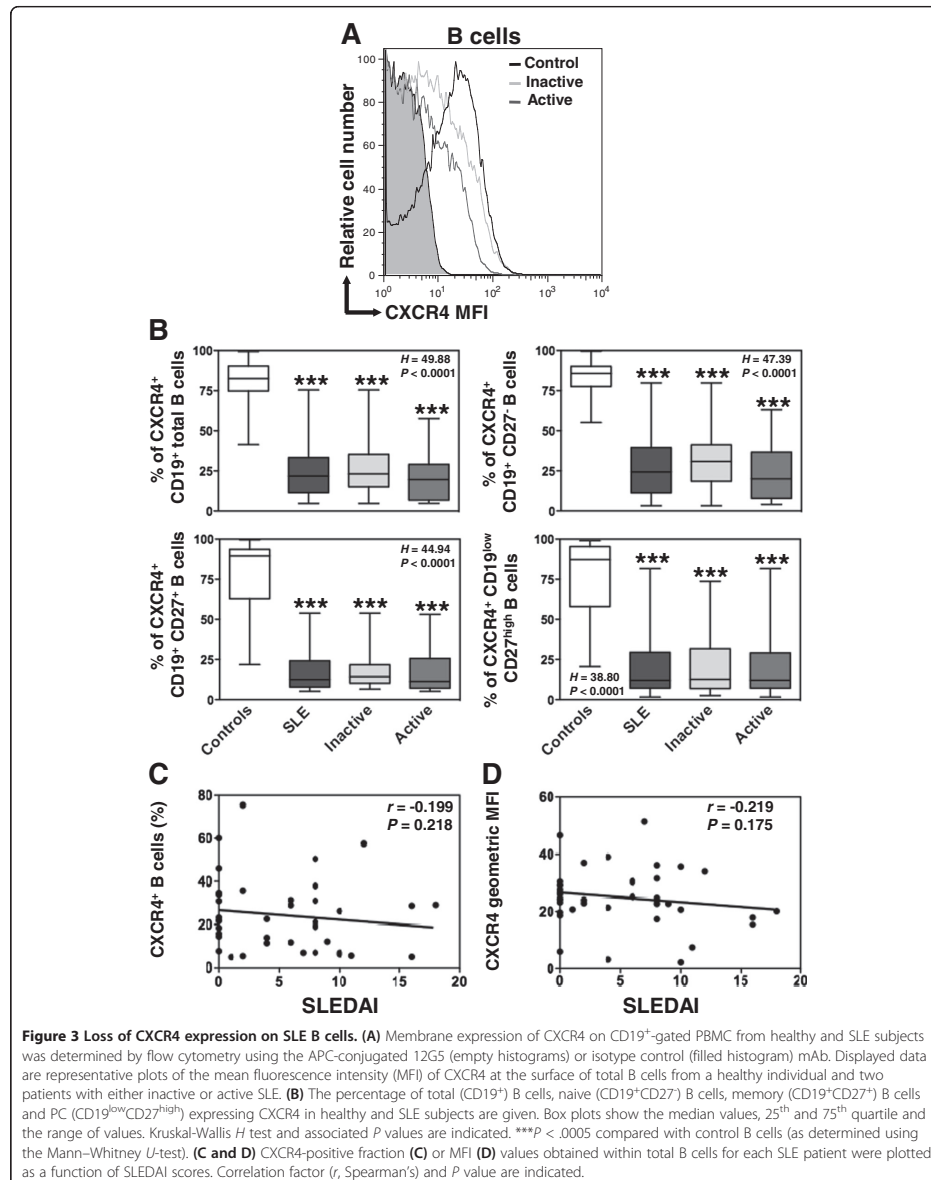 A
B cells
Control
Inactive
Active
Relative cell number
100
80
60
40
20
0
10⁰
10¹
10²
10³
10⁴
CXCR4 MFI
B
% of CXCR4⁺
CD19⁺ total B cells
100
75
50
25
0
H = 49.88
P < 0.0001
***
***
***
% of CXCR4⁺
CD19⁺ CD27⁻ B cells
100
75
50
25
0
H = 47.39
P < 0.0001
***
***
***
% of CXCR4⁺
CD19⁺ CD27⁺ B cells
100
75
50
25
0
H = 44.94
P < 0.0001
***
***
***
Controls
SLE
Inactive
Active
% of CXCR4⁺ CD19ˡᵒʷ
CD27ʰⁱᵍʰ B cells
100
75
50
25
0
H = 38.80
P < 0.0001
***
***
***
Controls
SLE
Inactive
Active
C
CXCR4⁺ B cells (%)
80
60
40
20
0
r = -0.199
P = 0.218
0
5
10
15
20
SLEDAI
D
CXCR4 geometric MFI
60
40
20
0
r = -0.219
P = 0.175
0
5
10
15
20
SLEDAI
Figure 3 Loss of CXCR4 expression on SLE B cells. (A) Membrane expression of CXCR4 on CD19⁺-gated PBMC from healthy and SLE subjects
was determined by flow cytometry using the APC-conjugated 12G5 (empty histograms) or isotype control (filled histogram) mAb. Displayed data
are representative plots of the mean fluorescence intensity (MFI) of CXCR4 at the surface of total B cells from a healthy individual and two
patients with either inactive or active SLE. (B) The percentage of total (CD19⁺) B cells, naive (CD19⁺CD27⁻) B cells, memory (CD19⁺CD27⁺) B cells
and PC (CD19ˡᵒʷCD27ʰⁱᵍʰ) expressing CXCR4 in healthy and SLE subjects are given. Box plots show the median values, 25ᵗʰ and 75ᵗʰ quartile and
the range of values. Kruskal-Wallis H test and associated P values are indicated. ***P < .0005 compared with control B cells (as determined using
the Mann–Whitney U-test). (C and D) CXCR4-positive fraction (C) or MFI (D) values obtained within total B cells for each SLE patient were plotted
as a function of SLEDAI scores. Correlation factor (r, Spearman's) and P value are indicated.